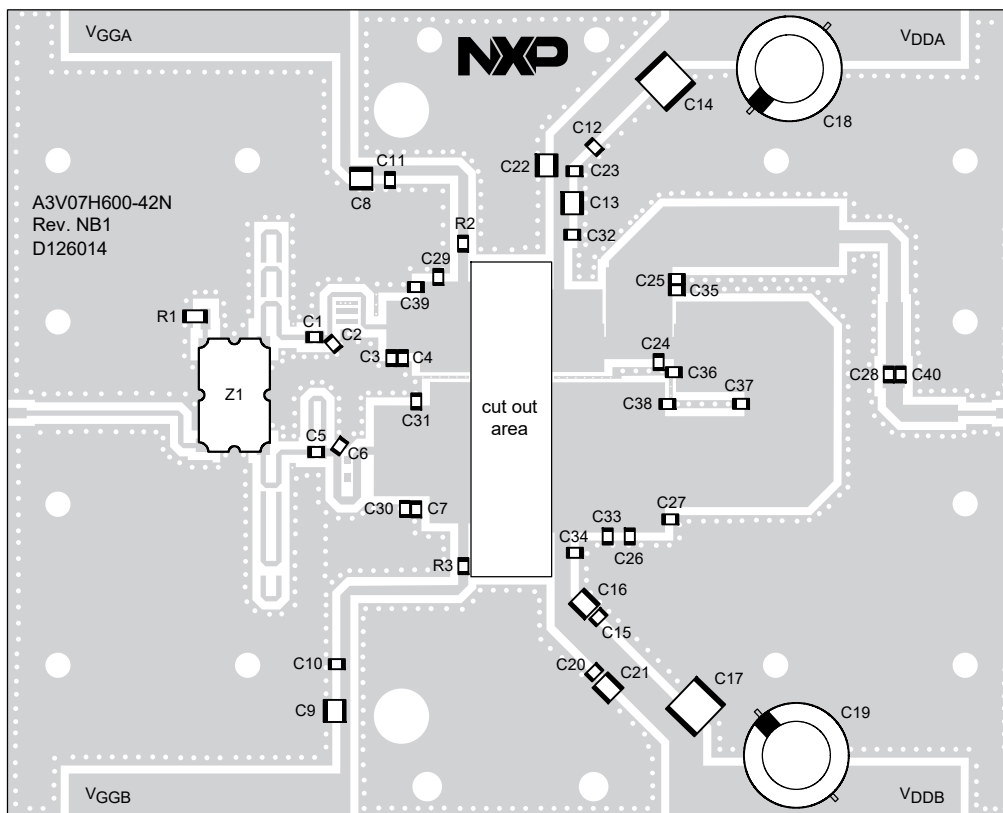 VGGA
NXP
VDDA
C14
C18
C12
C22
C23
C11
C8
C13
A3V07H600-42N
Rev. NB1
D126014
R2
C32
C29
C39
C25
C35
R1
C1
C2
C3
C4
C24
C36
C28
C40
Z1
C31
cut out
area
C38
C37
C5
C6
C30
C7
C33
C27
C26
C34
R3
C16
C15
C10
C20
C21
C9
C17
C19
VGGB
VDDB